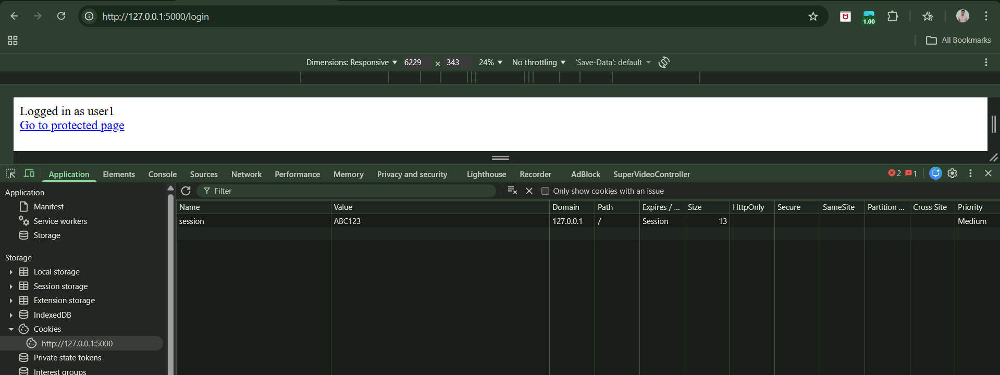 http://127.0.0.1:5000/login
1.00
All Bookmarks
Dimensions: Responsive 6229 × 343 24% No throttling 'Save-Data': default
Logged in as user1
Go to protected page
Application Elements Console Sources Network Performance Memory Privacy and security Lighthouse Recorder AdBlock SuperVideoController 2 1
Application
Manifest
Service workers
Storage
Storage
Local storage
Session storage
Extension storage
IndexedDB
Cookies
http://127.0.0.1:5000
Private state tokens
Interest groups
Filter Only show cookies with an issue
Name Value Domain Path Expires / ... Size HttpOnly Secure SameSite Partition ... Cross Site Priority
session ABC123 127.0.0.1 / Session 13 Medium